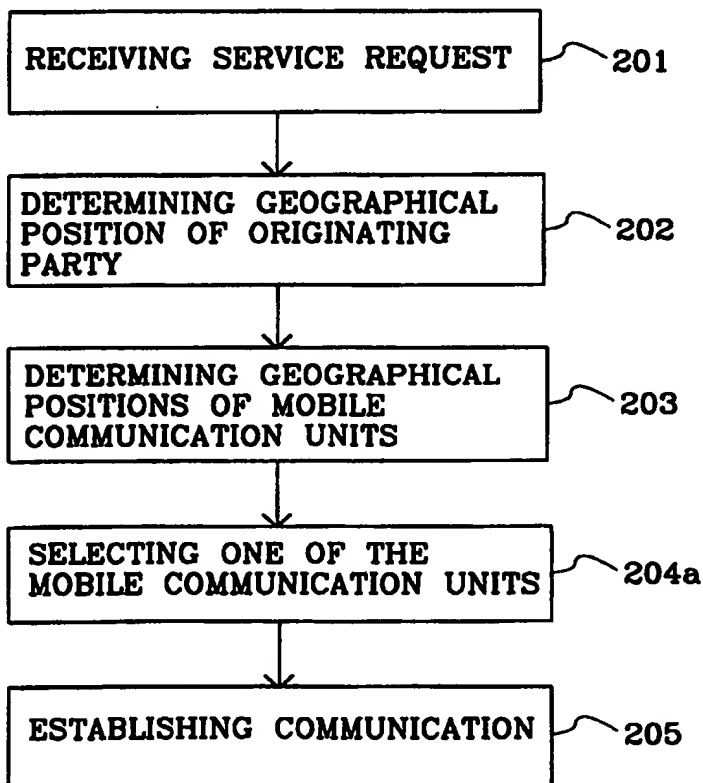 RECEIVING SERVICE REQUEST
201
DETERMINING GEOGRAPHICAL
POSITION OF ORIGINATING
PARTY
202
DETERMINING GEOGRAPHICAL
POSITIONS OF MOBILE
COMMUNICATION UNITS
203
SELECTING ONE OF THE
MOBILE COMMUNICATION UNITS
204a
ESTABLISHING COMMUNICATION
205